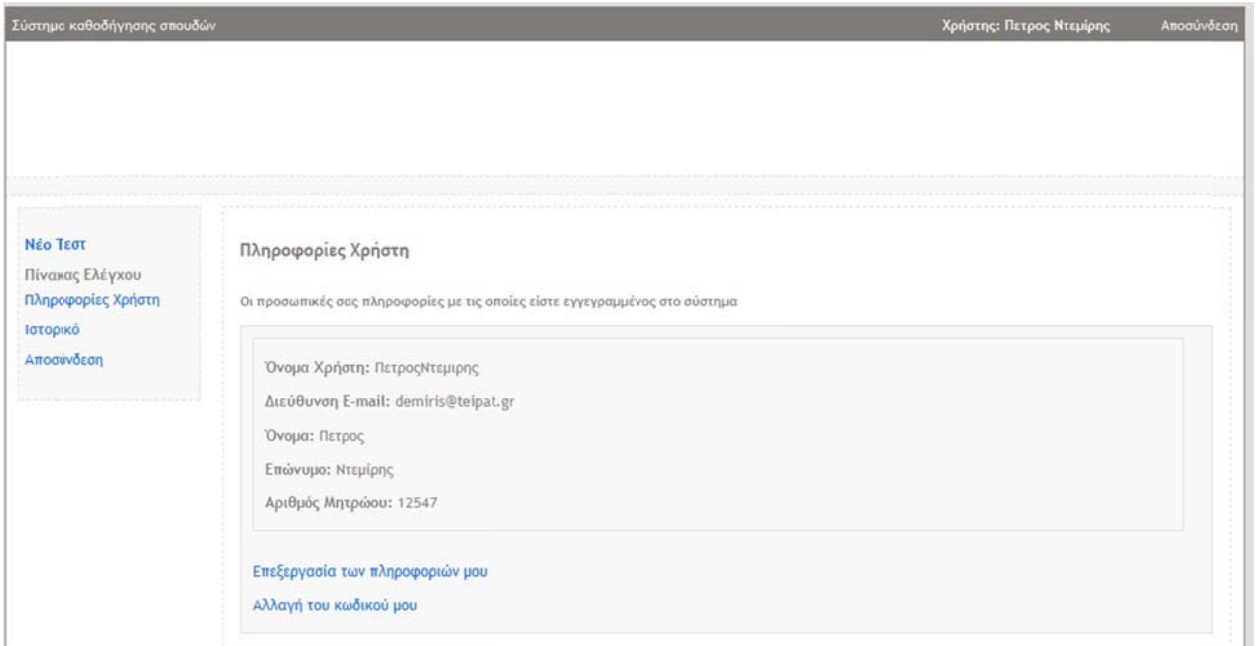 Σύστημα καθοδήγησης σπουδών Χρήστης: Πετρος Ντεμίρης Αποσύνδεση
Νέο Τεστ
Πίνακας Ελέγχου
Πληροφορίες Χρήστη
Ιστορικό
Αποσύνδεση
Πληροφορίες Χρήστη
Οι προσωπικές σας πληροφορίες με τις οποίες είστε εγγεγραμμένος στο σύστημα
Όνομα Χρήστη: ΠετροςΝτεμιρης
Διεύθυνση E-mail: demiris@teipat.gr
Όνομα: Πετρος
Επώνυμο: Ντεμίρης
Αριθμός Μητρώου: 12547
Επεξεργασία των πληροφοριών μου
Αλλαγή του κωδικού μου